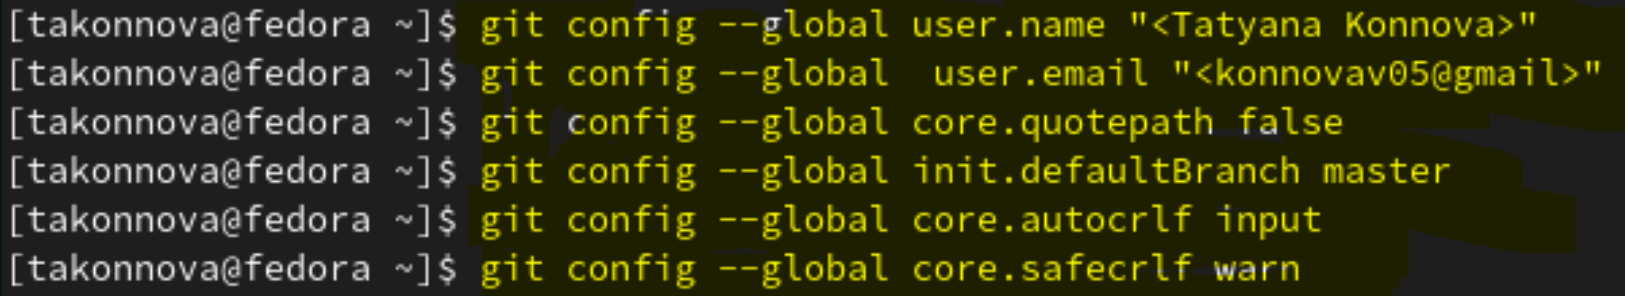 [takonnova@fedora ~]$ git config --global user.name "<Tatyana Konnova>"
[takonnova@fedora ~]$ git config --global  user.email "<konnovav05@gmail>"
[takonnova@fedora ~]$ git config --global core.quotepath false
[takonnova@fedora ~]$ git config --global init.defaultBranch master
[takonnova@fedora ~]$ git config --global core.autocrlf input
[takonnova@fedora ~]$ git config --global core.safecrlf warn